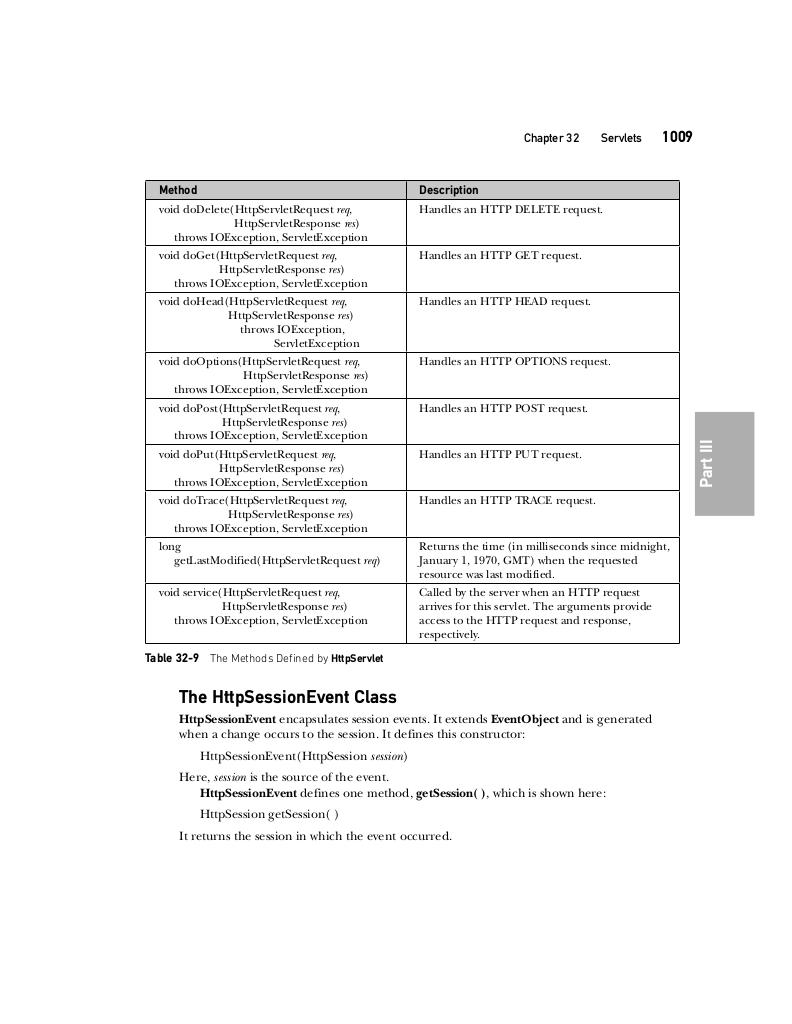 Chapter 32 Servlets 1009
Method Description
void doDelete(HttpServletRequest req, Handles an HTTP DELETE request.
HttpServletResponse res)
throws IOException, ServletException
void doGet(HttpServletRequest req, Handles an HTTP GET request.
HttpServletResponse res)
throws IOException, ServletException
void doHead(HttpServletRequest req, Handles an HTTP HEAD request.
HttpServletResponse res)
throws IOException,
ServletException
void doOptions(HttpServletRequest req, Handles an HTTP OPTIONS request.
HttpServletResponse res)
throws IOException, ServletException
void doPost(HttpServletRequest req, Handles an HTTP POST request.
HttpServletResponse res)
throws IOException, ServletException
void doPut(HttpServletRequest req, Handles an HTTP PUT request.
HttpServletResponse res)
throws IOException, ServletException
void doTrace(HttpServletRequest req, Handles an HTTP TRACE request.
HttpServletResponse res)
throws IOException, ServletException
long Returns the time (in milliseconds since midnight,
getLastModified(HttpServletRequest req) January 1, 1970, GMT) when the requested
resource was last modified.
void service(HttpServletRequest req, Called by the server when an HTTP request
HttpServletResponse res) arrives for this servlet. The arguments provide
throws IOException, ServletException access to the HTTP request and response,
respectively.
Table 32-9 The Methods Defined by HttpServlet
The HttpSessionEvent Class
HttpSessionEvent encapsulates session events. It extends EventObject and is generated
when a change occurs to the session. It defines this constructor:
HttpSessionEvent(HttpSession session)
Here, session is the source of the event.
HttpSessionEvent defines one method, getSession( ), which is shown here:
HttpSession getSession( )
It returns the session in which the event occurred.
Part III